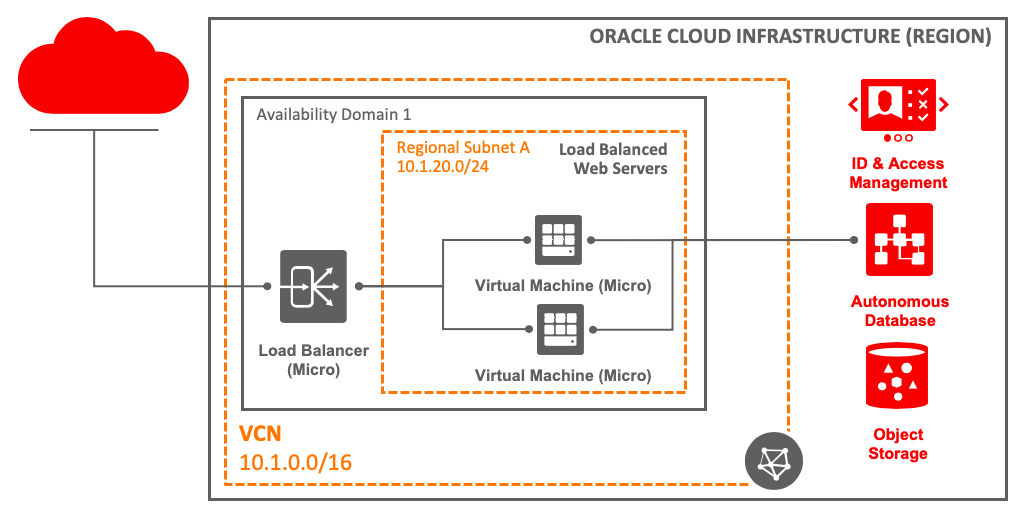 ORACLE CLOUD INFRASTRUCTURE (REGION)
Availability Domain 1
Regional Subnet A
10.1.20.0/24
Load Balanced
Web Servers
ID & Access
Management
Virtual Machine (Micro)
Autonomous
Database
Load Balancer
(Micro)
Virtual Machine (Micro)
VCN
10.1.0.0/16
Object
Storage